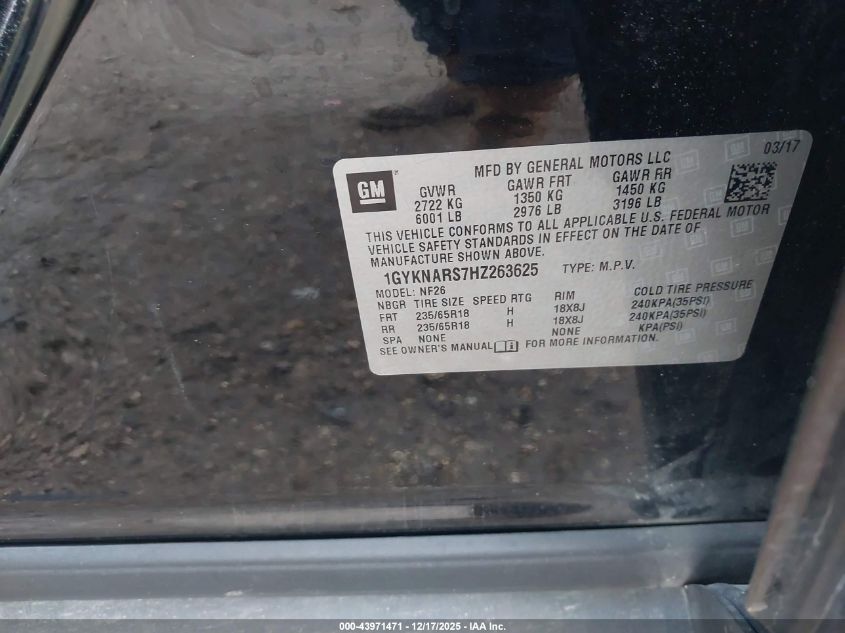 03/17
GM
MFD BY GENERAL MOTORS LLC
GVWR GAWR FRT GAWR RR
2722 KG 1350 KG 1450 KG
6001 LB 2976 LB 3196 LB
THIS VEHICLE CONFORMS TO ALL APPLICABLE U.S. FEDERAL MOTOR
VEHICLE SAFETY STANDARDS IN EFFECT ON THE DATE OF
MANUFACTURE SHOWN ABOVE.
1GYKNARS7HZ263625 TYPE: M.P.V.
MODEL: NF26
NBGR TIRE SIZE SPEED RTG RIM COLD TIRE PRESSURE
FRT 235/65R18 H 18X8J 240KPA(35PSI)
RR 235/65R18 H 18X8J 240KPA(35PSI)
SPA NONE NONE KPA(PSI)
SEE OWNER'S MANUAL FOR MORE INFORMATION.
000-43971471 - 12/17/2025 - IAA Inc.